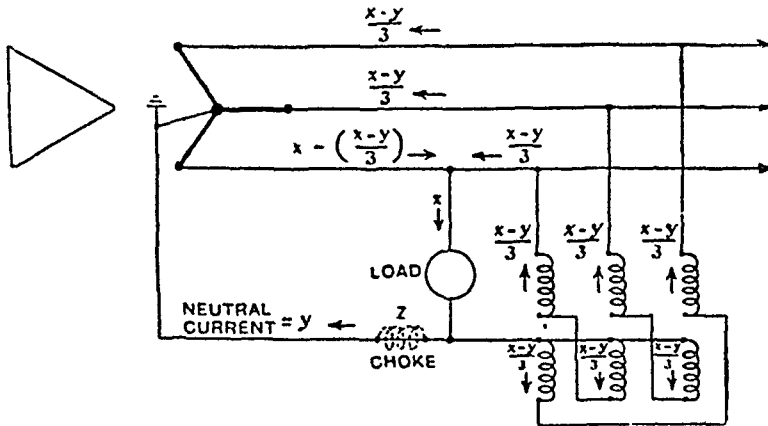 x-y/3
x-y/3
x - (x-y/3) x-y/3
x
x-y/3 x-y/3 x-y/3
LOAD
Z
NEUTRAL
CURRENT = y
CHOKE
x-y/3 x-y/3 x-y/3